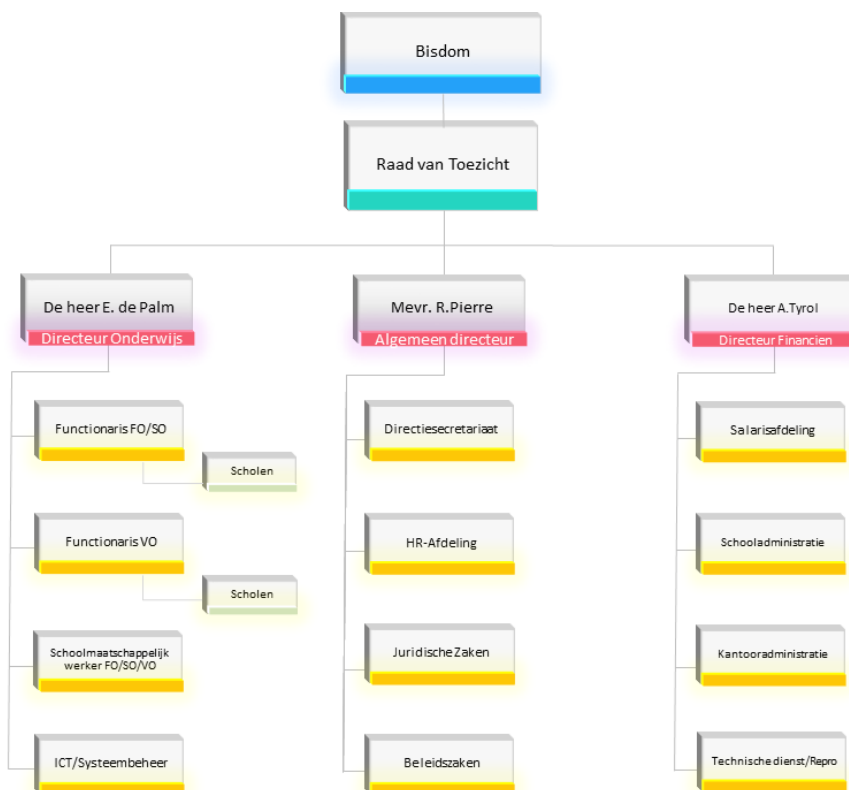 Bisdom
Raad van Toezicht
De heer E. de Palm
Directeur Onderwijs
Mevr. R.Pierre
Algemeen directeur
De heer A.Tyrol
Directeur Financien
Functionaris FO/SO
Scholen
Functionaris VO
Scholen
Schoolmaatschappelijk
werker FO/SO/VO
ICT/Systeembeheer
Directiesecretariaat
HR-Afdeling
Juridische Zaken
Beleidszaken
Salarisafdeling
Schooladministratie
Kantooradministratie
Technische dienst/Repro